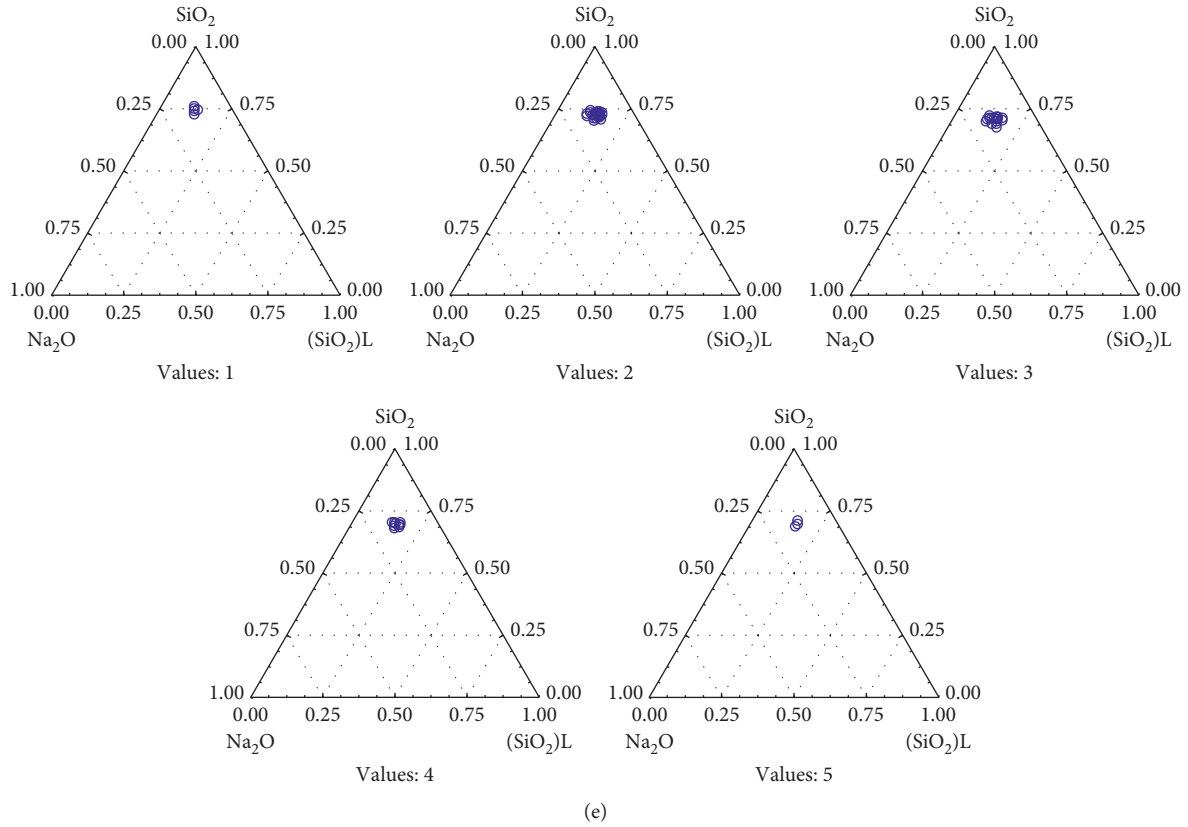 SiO2 SiO2 SiO2
0.00 1.00 0.00 1.00 0.00 1.00
0.25 0.75 0.25 0.75 0.25 0.75
0.50 0.50 0.50 0.50 0.50 0.50
0.75 0.25 0.75 0.25 0.75 0.25
1.00 0.00 1.00 0.00 1.00 0.00
0.00 0.25 0.50 0.75 1.00 0.00 0.25 0.50 0.75 1.00 0.00 0.25 0.50 0.75 1.00
Na2O (SiO2)L Na2O (SiO2)L Na2O (SiO2)L
Values: 1 Values: 2 Values: 3
SiO2 SiO2
0.00 1.00 0.00 1.00
0.25 0.75 0.25 0.75
0.50 0.50 0.50 0.50
0.75 0.25 0.75 0.25
1.00 0.00 1.00 0.00
0.00 0.25 0.50 0.75 1.00 0.00 0.25 0.50 0.75 1.00
Na2O (SiO2)L Na2O (SiO2)L
Values: 4 Values: 5
(e)